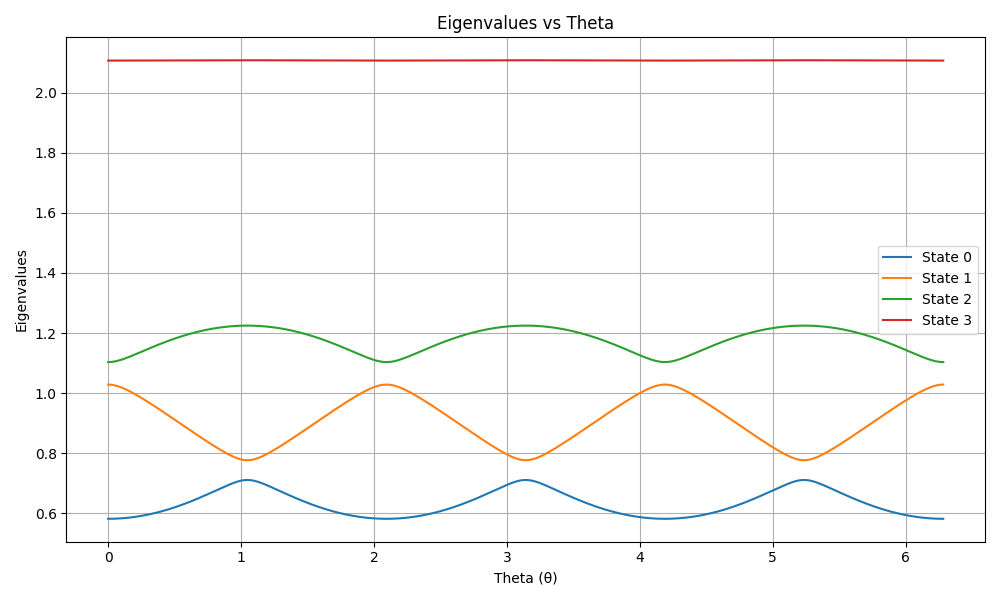 Eigenvalues vs Theta
Eigenvalues
2.0
1.8
1.6
1.4
1.2
1.0
0.8
0.6
State 0
State 1
State 2
State 3
0 1 2 3 4 5 6
Theta (θ)